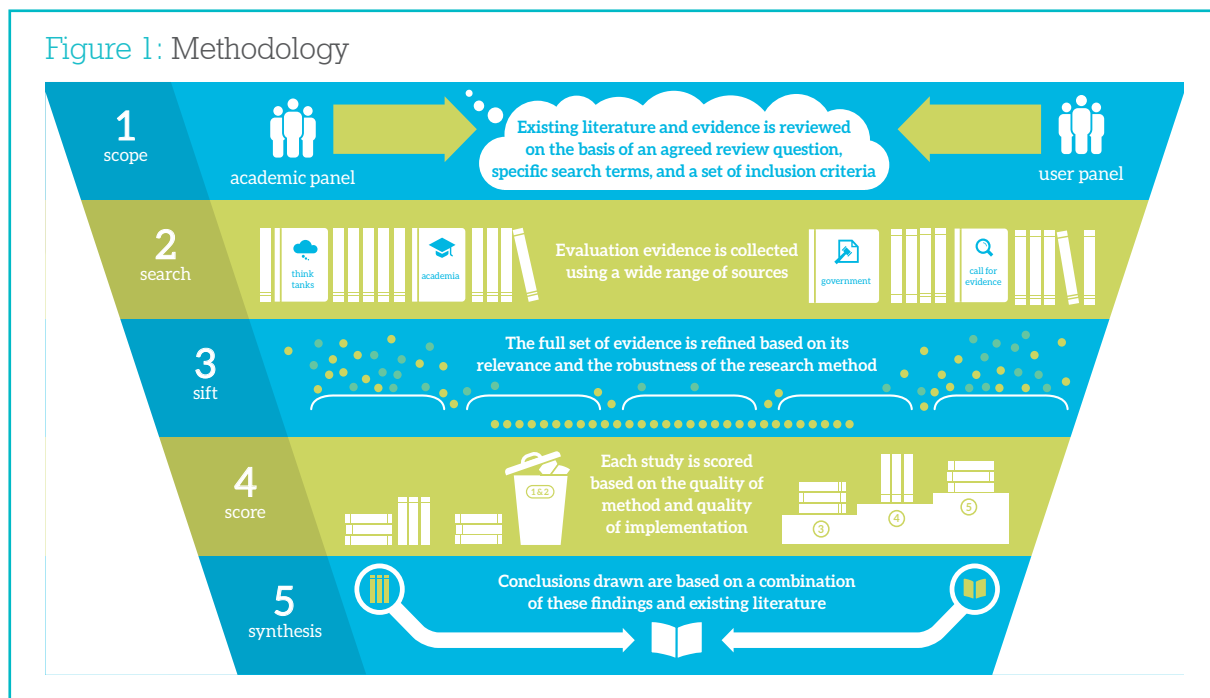 Figure 1: Methodology
1
scope
academic panel
Existing literature and evidence is reviewed
on the basis of an agreed review question,
specific search terms, and a set of inclusion criteria
user panel
2
search
think
tanks
academia
Evaluation evidence is collected
using a wide range of sources
government
call for
evidence
3
sift
The full set of evidence is refined based on its
relevance and the robustness of the research method
4
score
1&2
Each study is scored
based on the quality of
method and quality
of implementation
3
4
5
5
synthesis
Conclusions drawn are based on a combination
of these findings and existing literature